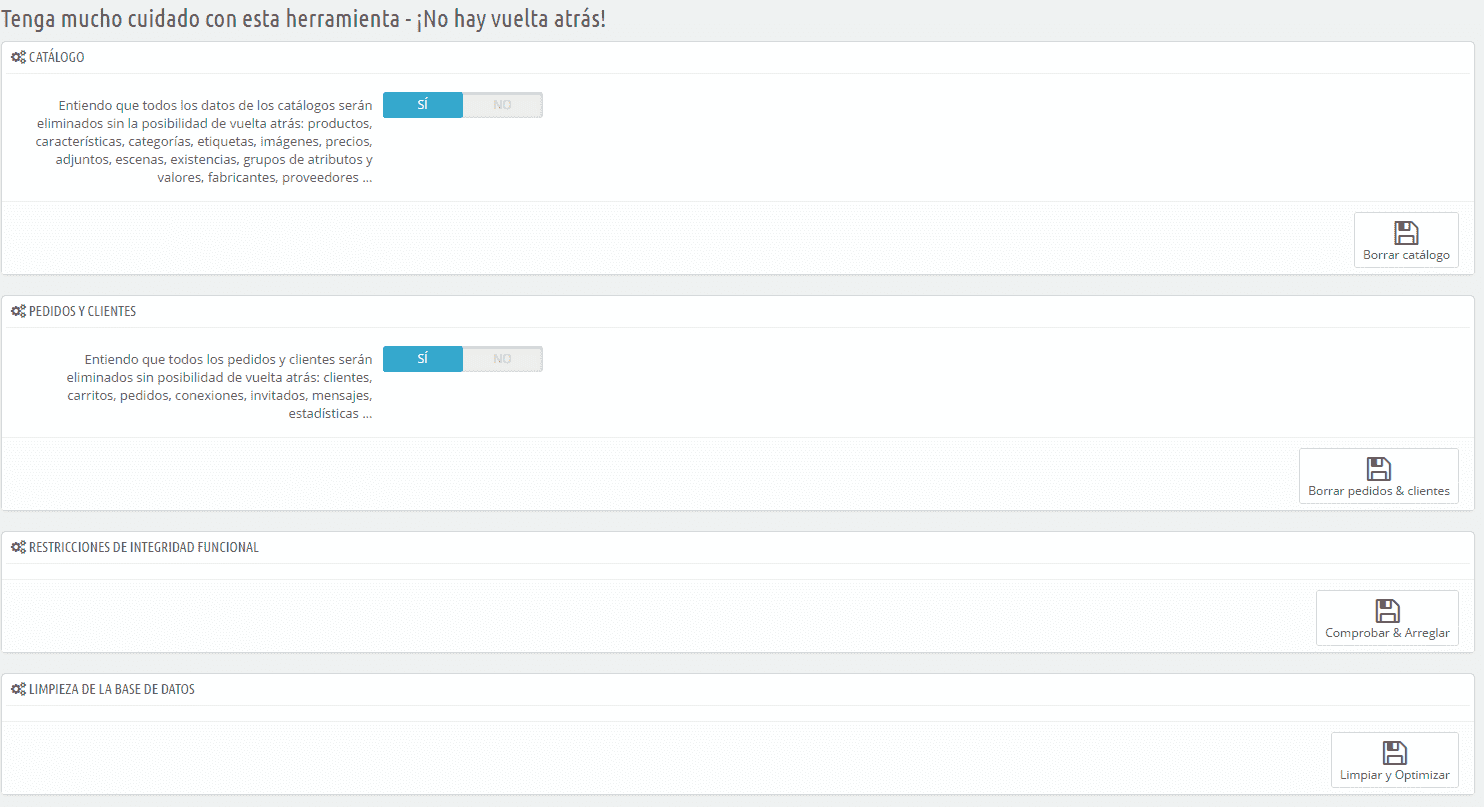 Tenga mucho cuidado con esta herramienta - ¡No hay vuelta atrás!
CATÁLOGO
Entiendo que todos los datos de los catálogos serán
eliminados sin la posibilidad de vuelta atrás: productos,
características, categorías, etiquetas, imágenes, precios,
adjuntos, escenas, existencias, grupos de atributos y
valores, fabricantes, proveedores ...
SÍ NO
Borrar catálogo
PEDIDOS Y CLIENTES
Entiendo que todos los pedidos y clientes serán
eliminados sin posibilidad de vuelta atrás: clientes,
carritos, pedidos, conexiones, invitados, mensajes,
estadísticas ...
SÍ NO
Borrar pedidos & clientes
RESTRICCIONES DE INTEGRIDAD FUNCIONAL
Comprobar & Arreglar
LIMPIEZA DE LA BASE DE DATOS
Limpiar y Optimizar